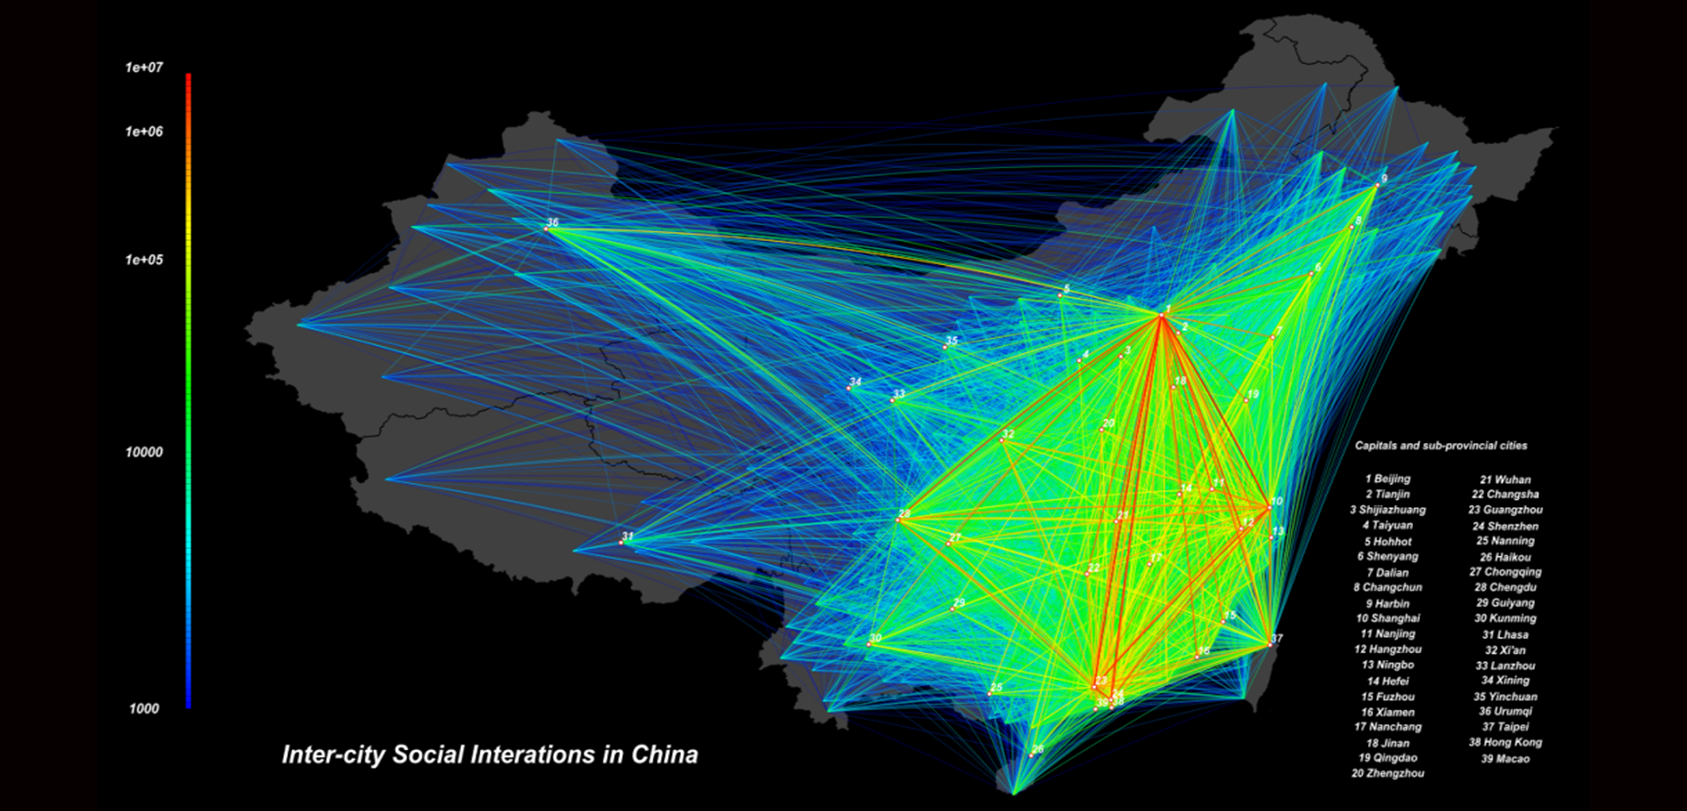 1e+07
1e+06
1e+05
10000
1000
9
8
6
36
5
1
2
7
35
4
3
34
33
18
19
20
32
14
11
10
28
21
12
13
27
31
22
17
29
15
30
37
16
25
23
24
39
38
26
Capitals and sub-provincial cities
1 Beijing
2 Tianjin
3 Shijiazhuang
4 Taiyuan
5 Hohhot
6 Shenyang
7 Dalian
8 Changchun
9 Harbin
10 Shanghai
11 Nanjing
12 Hangzhou
13 Ningbo
14 Hefei
15 Fuzhou
16 Xiamen
17 Nanchang
18 Jinan
19 Qingdao
20 Zhengzhou
21 Wuhan
22 Changsha
23 Guangzhou
24 Shenzhen
25 Nanning
26 Haikou
27 Chongqing
28 Chengdu
29 Guiyang
30 Kunming
31 Lhasa
32 Xi'an
33 Lanzhou
34 Xining
35 Yinchuan
36 Urumqi
37 Taipei
38 Hong Kong
39 Macao
Inter-city Social Interations in China